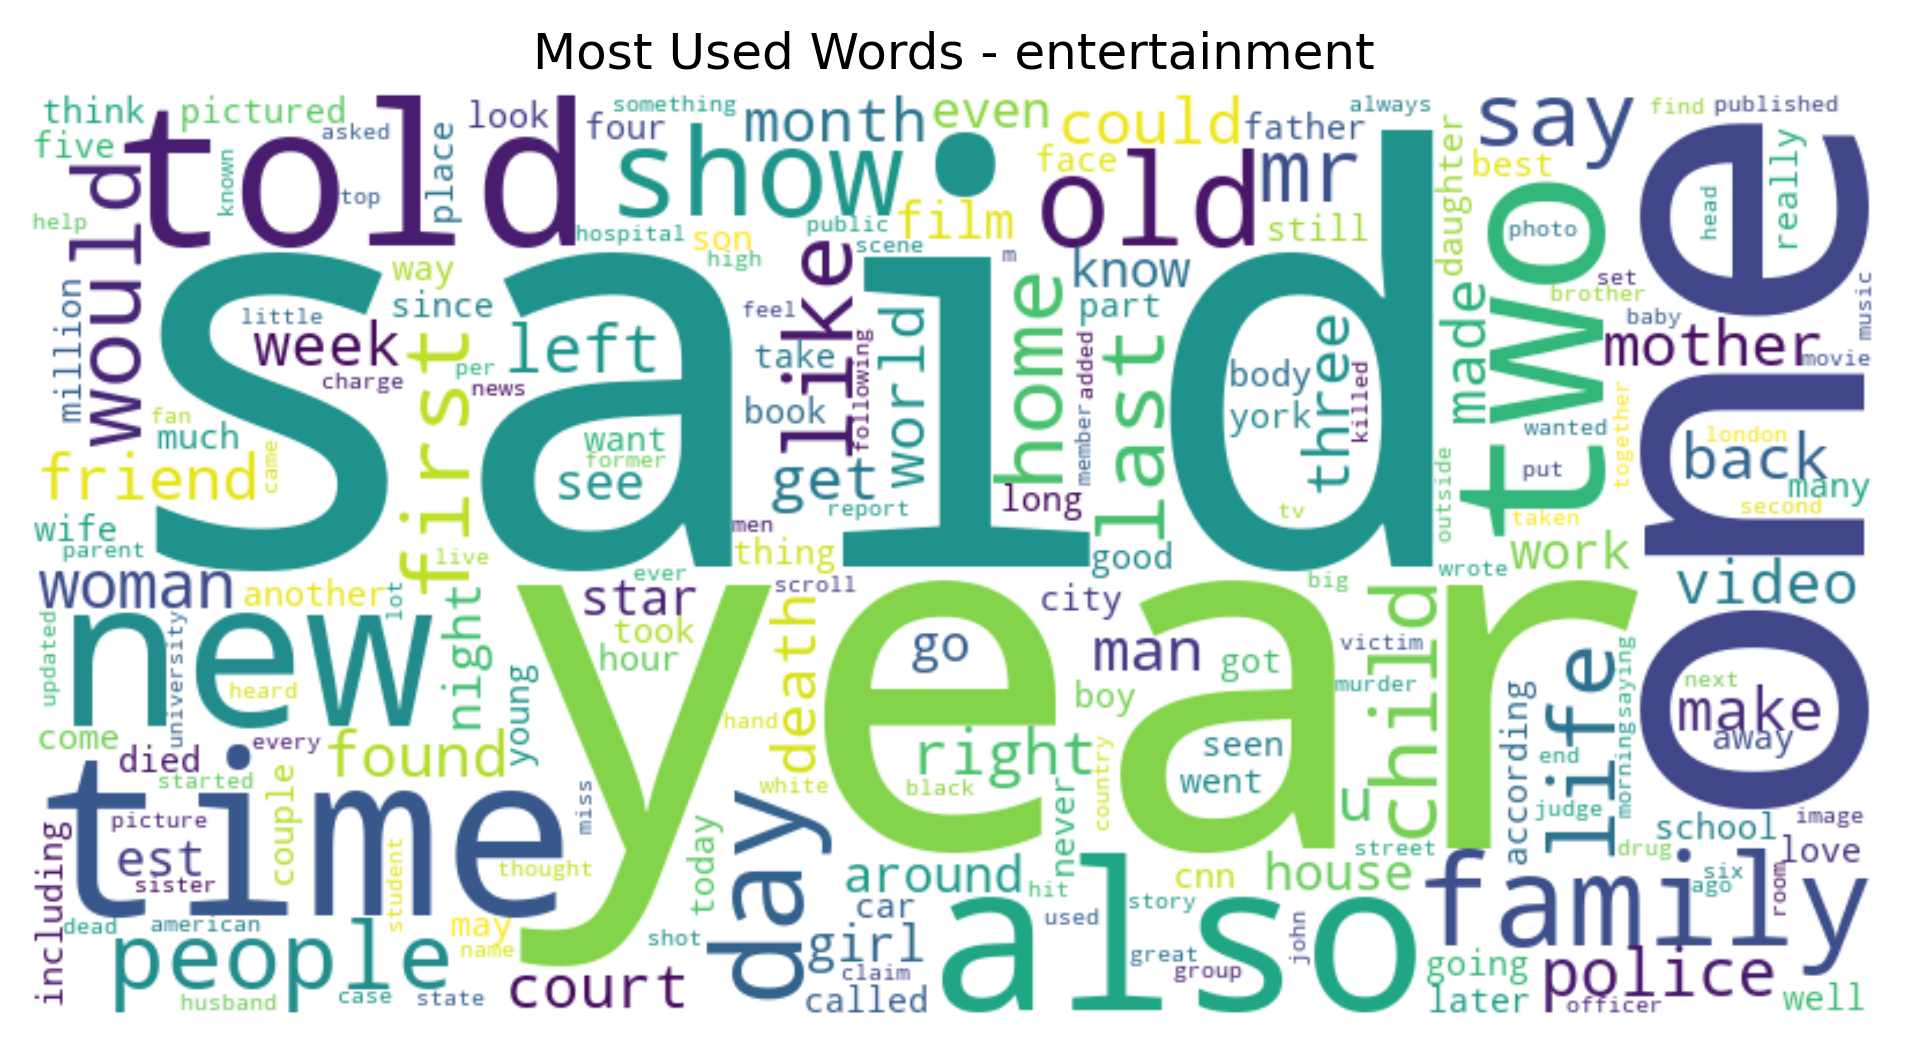 Most Used Words - entertainment
think
pictured
look
something
month
even
could
always
say
find
published
five
asked
told
four
father
place
show
face
old
mr
daughter
best
one
really
known
top
help
would
hospital
son
public
film
still
two
photo
head
high
scene
m
way
like
know
set
brother
million
little
since
said
feel
world
home
part
made
baby
music
week
first
left
take
last
three
mother
movie
charge
per
news
following
added
body
killed
fan
much
book
york
together
wanted
london
back
want
former
friend
came
see
get
member
put
many
report
long
tv
outside
second
wife
men
taken
parent
live
thing
good
work
ever
scroll
big
wrote
video
woman
another
lot
star
city
new
night
year
took
death
child
updated
university
hour
go
man
got
victim
life
saying
heard
young
boy
murder
next
make
come
every
found
hand
seen
away
died
started
right
according
end
time
couple
white
black
went
country
morning
miss
never
u
judge
image
including
picture
day
school
est
today
street
drug
love
sister
student
thought
around
cnn
house
family
six
ago
room
hit
dead
american
may
car
also
used
story
people
name
shot
girl
john
great
going
police
claim
group
husband
case
state
court
called
later
officer
well